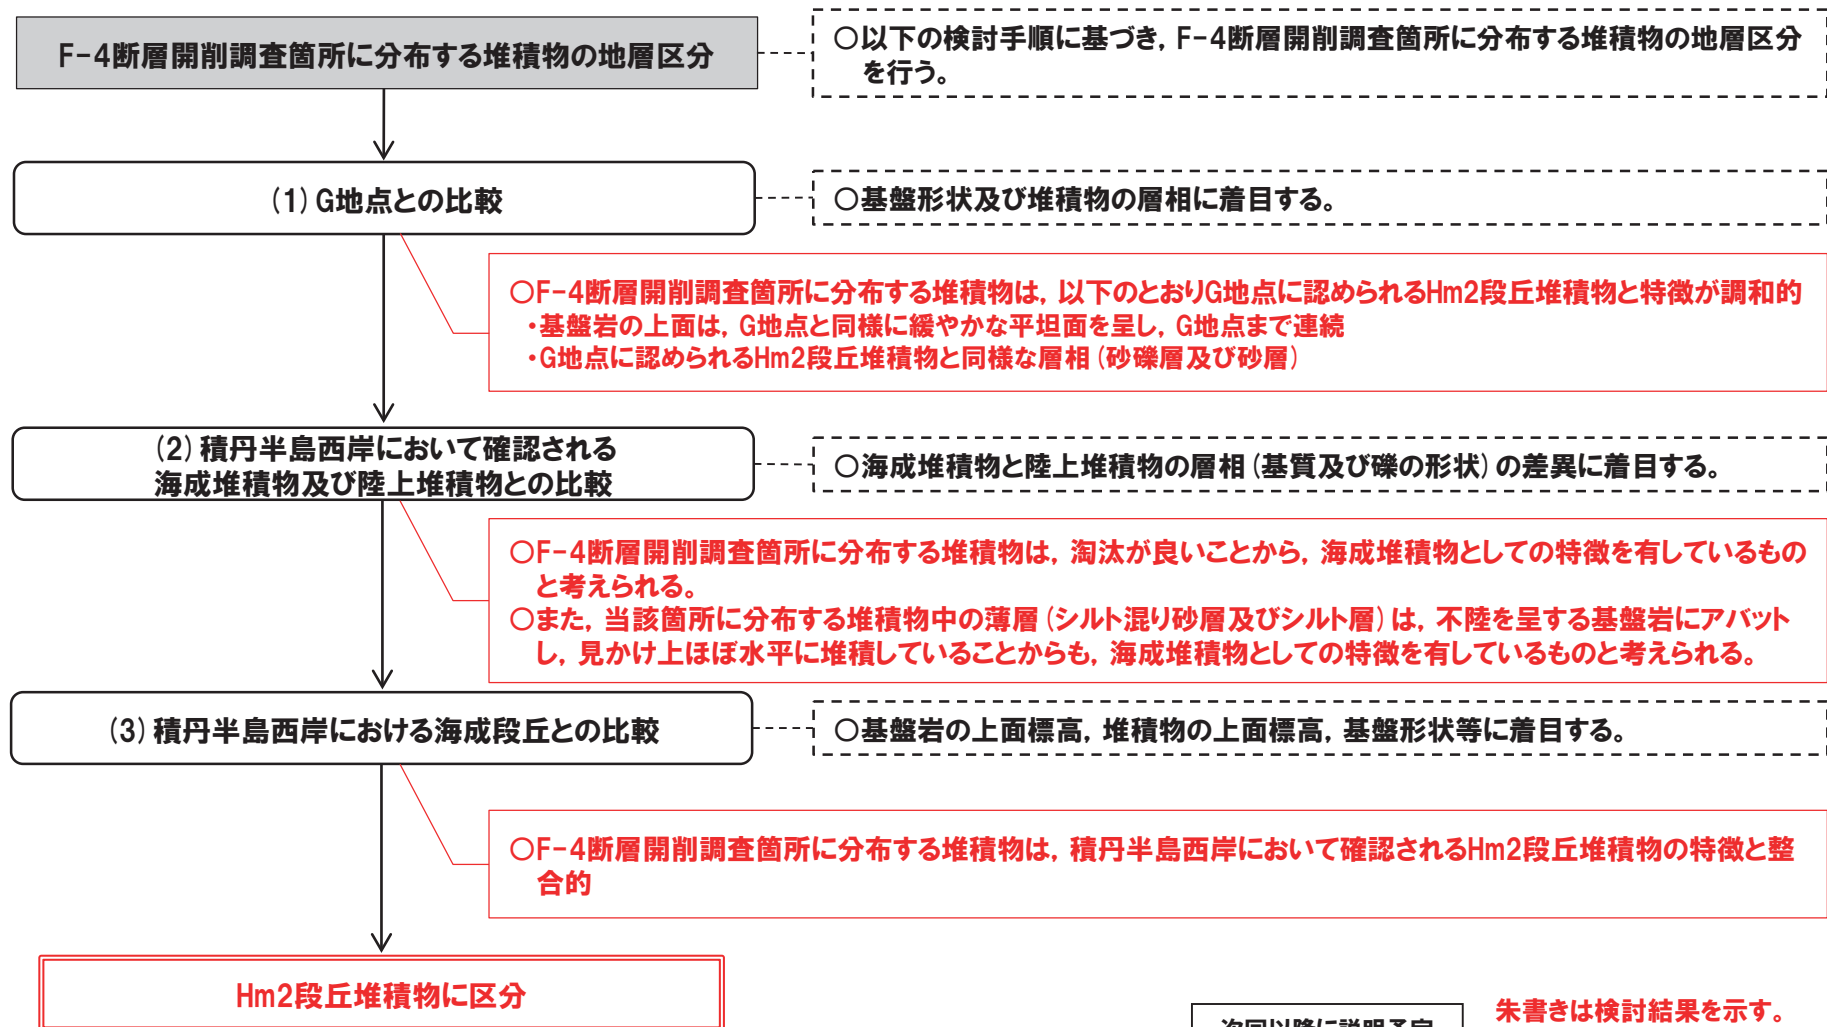 F-4断層開削調査箇所に分布する堆積物の地層区分
○以下の検討手順に基づき，F-4断層開削調査箇所に分布する堆積物の地層区分
を行う。
(1)G地点との比較
○基盤形状及び堆積物の層相に着目する。
○F-4断層開削調査箇所に分布する堆積物は，以下のとおりG地点に認められるHm2段丘堆積物と特徴が調和的
・基盤岩の上面は，G地点と同様に緩やかな平坦面を呈し，G地点まで連続
・G地点に認められるHm2段丘堆積物と同様な層相(砂礫層及び砂層)
(2)積丹半島西岸において確認される
海成堆積物及び陸上堆積物との比較
○海成堆積物と陸上堆積物の層相(基質及び礫の形状)の差異に着目する。
○F-4断層開削調査箇所に分布する堆積物は，淘汰が良いことから，海成堆積物としての特徴を有しているもの
と考えられる。
○また，当該箇所に分布する堆積物中の薄層(シルト混り砂層及びシルト層)は，不陸を呈する基盤岩にアバット
し，見かけ上ほぼ水平に堆積していることからも，海成堆積物としての特徴を有しているものと考えられる。
(3)積丹半島西岸における海成段丘との比較
○基盤岩の上面標高，堆積物の上面標高，基盤形状等に着目する。
○F-4断層開削調査箇所に分布する堆積物は，積丹半島西岸において確認されるHm2段丘堆積物の特徴と整
合的
Hm2段丘堆積物に区分
次回以降に説明予定
朱書きは検討結果を示す。